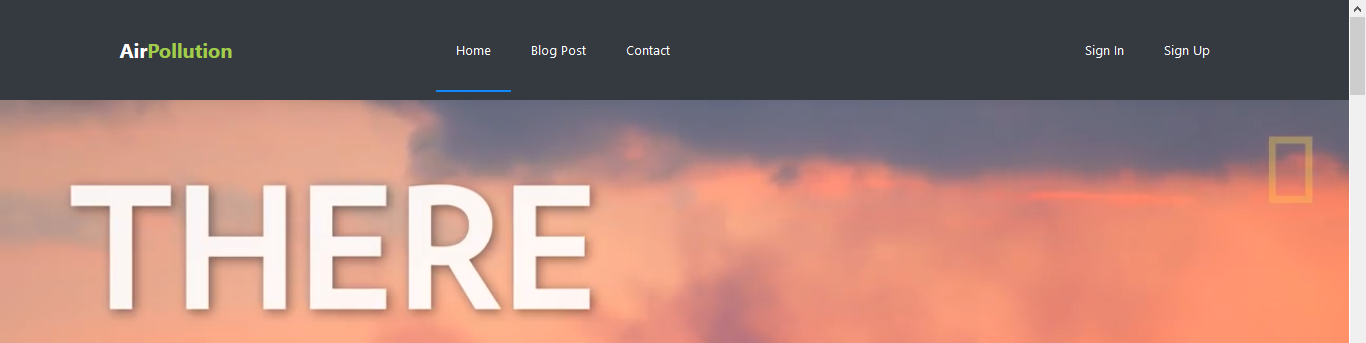 AirPollution Home Blog Post Contact Sign In Sign Up
THERE